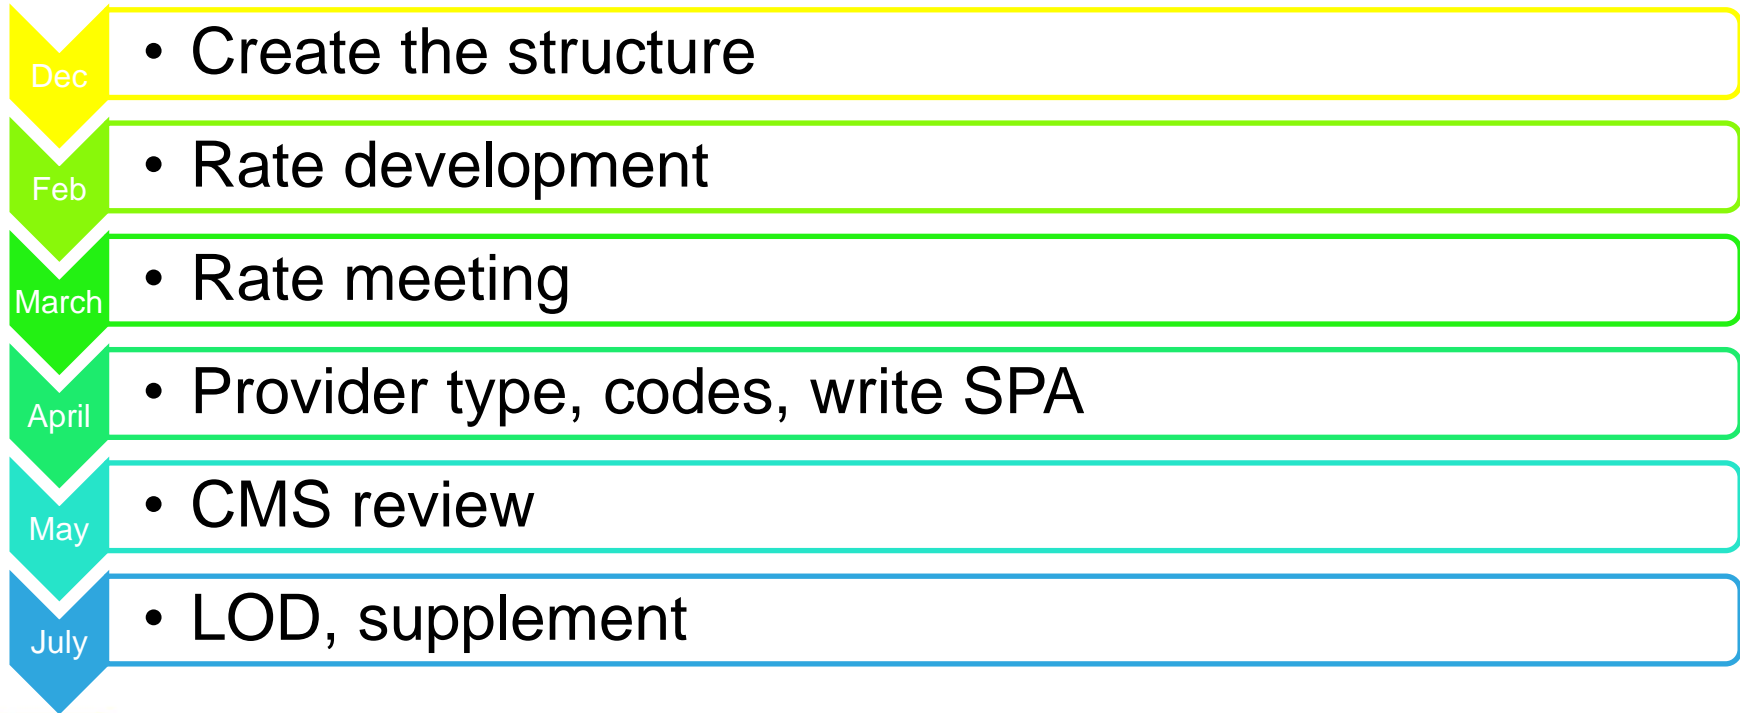 Dec
• Create the structure
Feb
• Rate development
March
• Rate meeting
April
• Provider type, codes, write SPA
May
• CMS review
July
• LOD, supplement